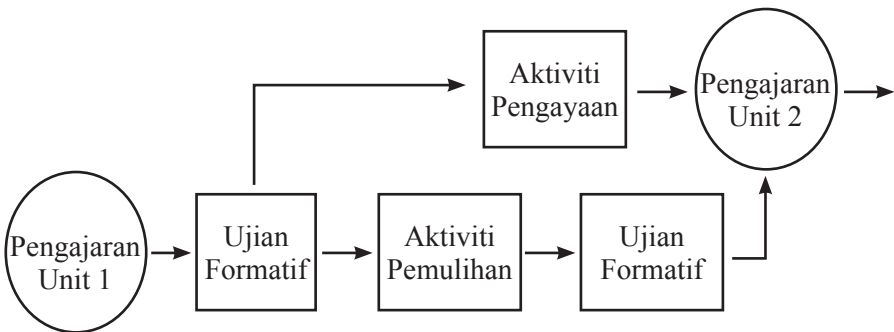 Aktiviti
Pengayaan
Pengajaran
Unit 2
Pengajaran
Unit 1
Ujian
Formatif
Aktiviti
Pemulihan
Ujian
Formatif